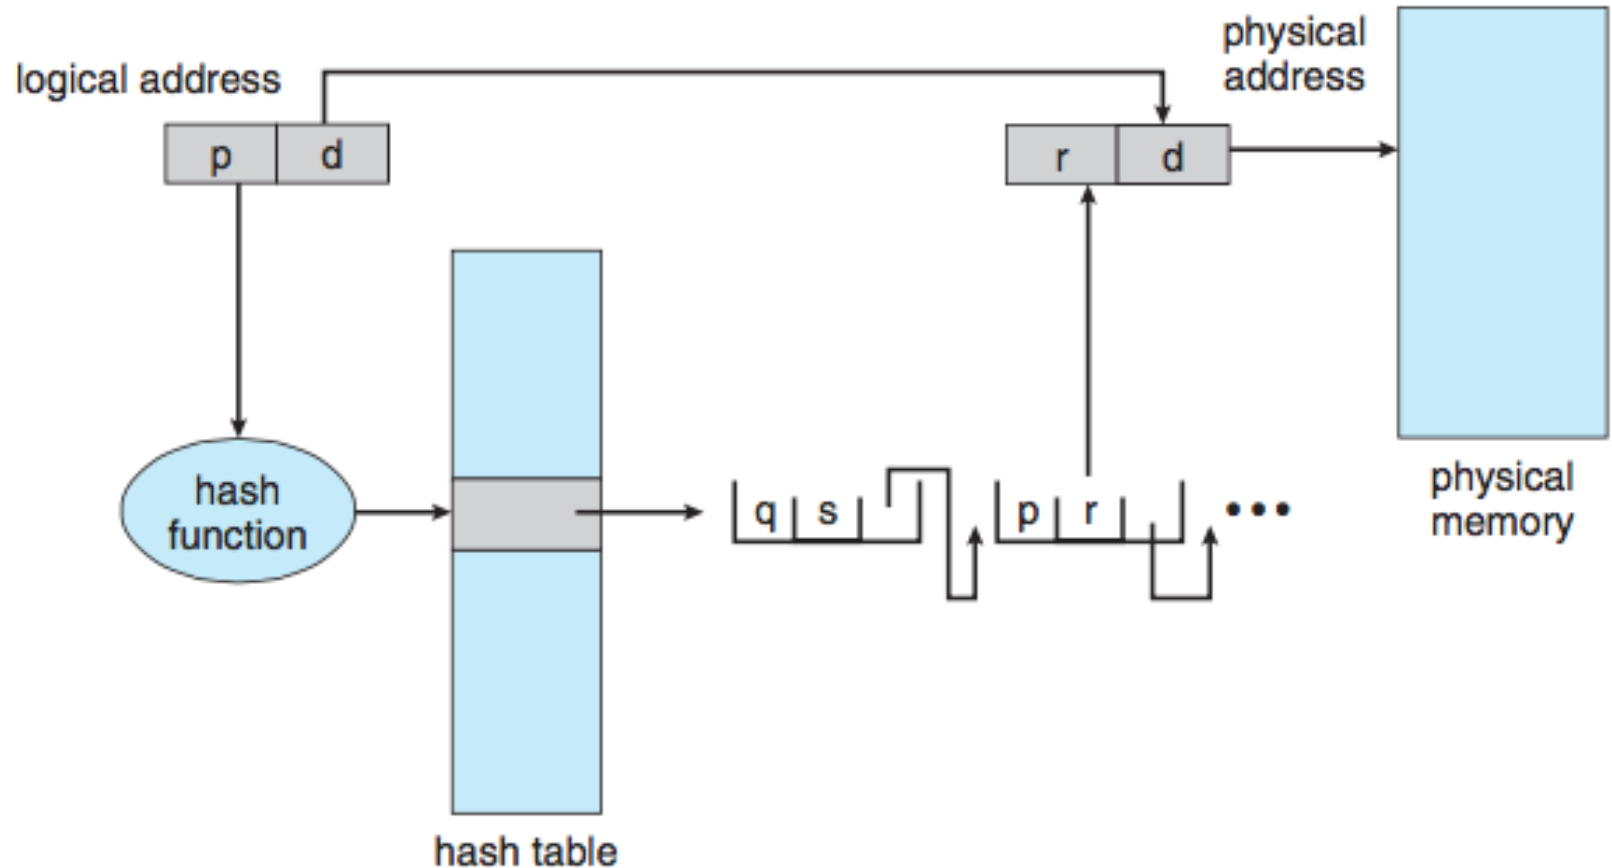 logical address
p d
physical
address
r d
hash
function
q s
p r
•••
physical
memory
hash table